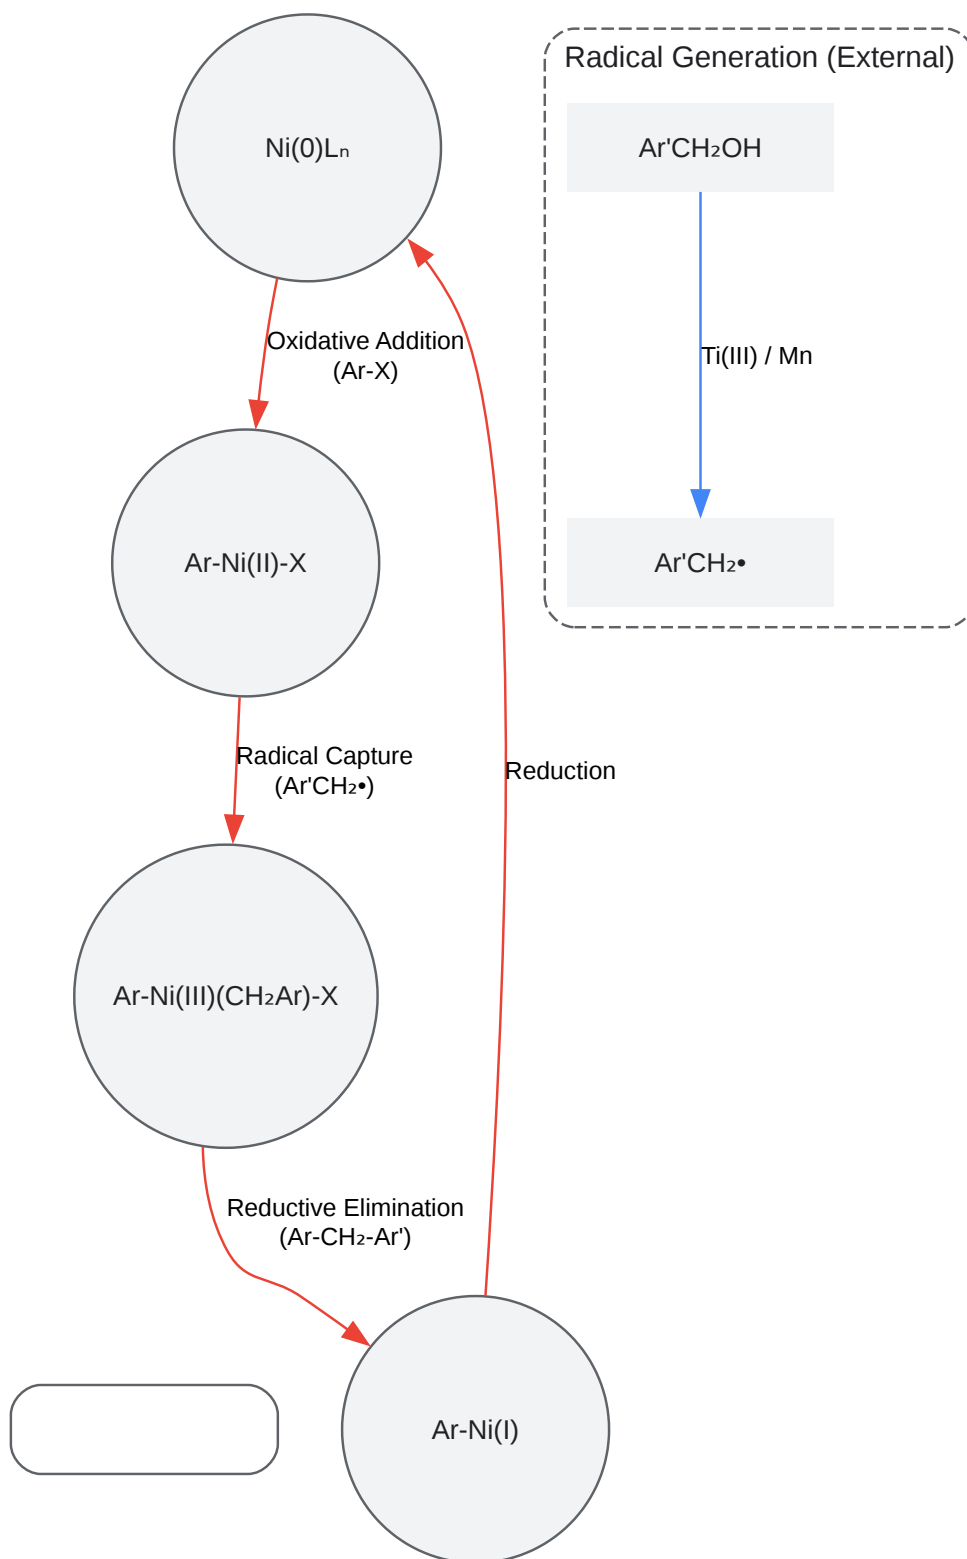 Radical Generation (External)
Ni(0)Lₙ
Ar'CH₂OH
Oxidative Addition
(Ar-X)
Ti(III) / Mn
Ar-Ni(II)-X
Ar'CH₂•
Radical Capture
(Ar'CH₂•)
Reduction
Ar-Ni(III)(CH₂Ar)-X
Reductive Elimination
(Ar-CH₂-Ar')
Ar-Ni(I)